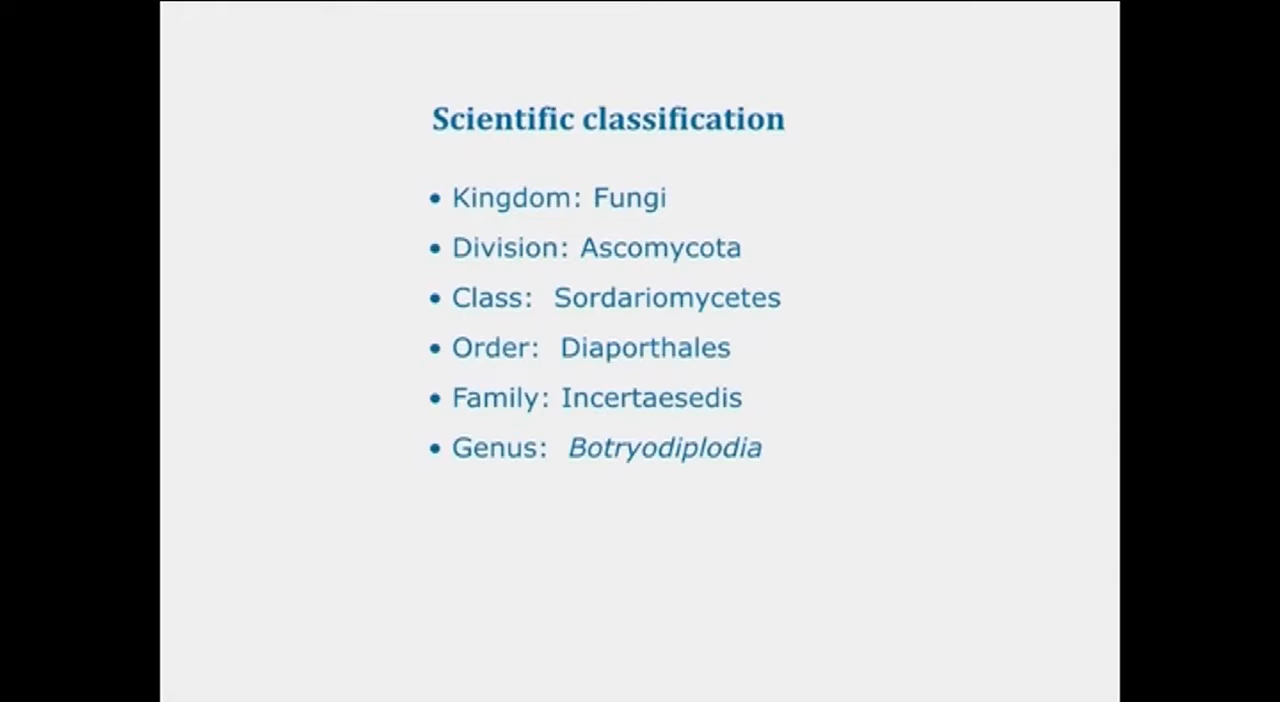 Scientific classification
• Kingdom: Fungi
• Division: Ascomycota
• Class: Sordariomycetes
• Order: Diaporthales
• Family: Incertaesedis
• Genus: Botryodiplodia